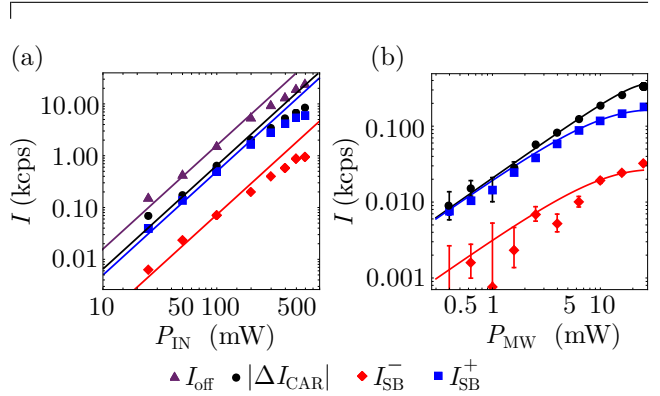 (a)
(b)
I (kcps)
10.00
1.00
0.10
0.01
10
50
100
500
P_IN (mW)
I (kcps)
0.100
0.010
0.001
0.5
1
5
10
P_MW (mW)
I_off |ΔI_CAR| I_SB^− I_SB^+